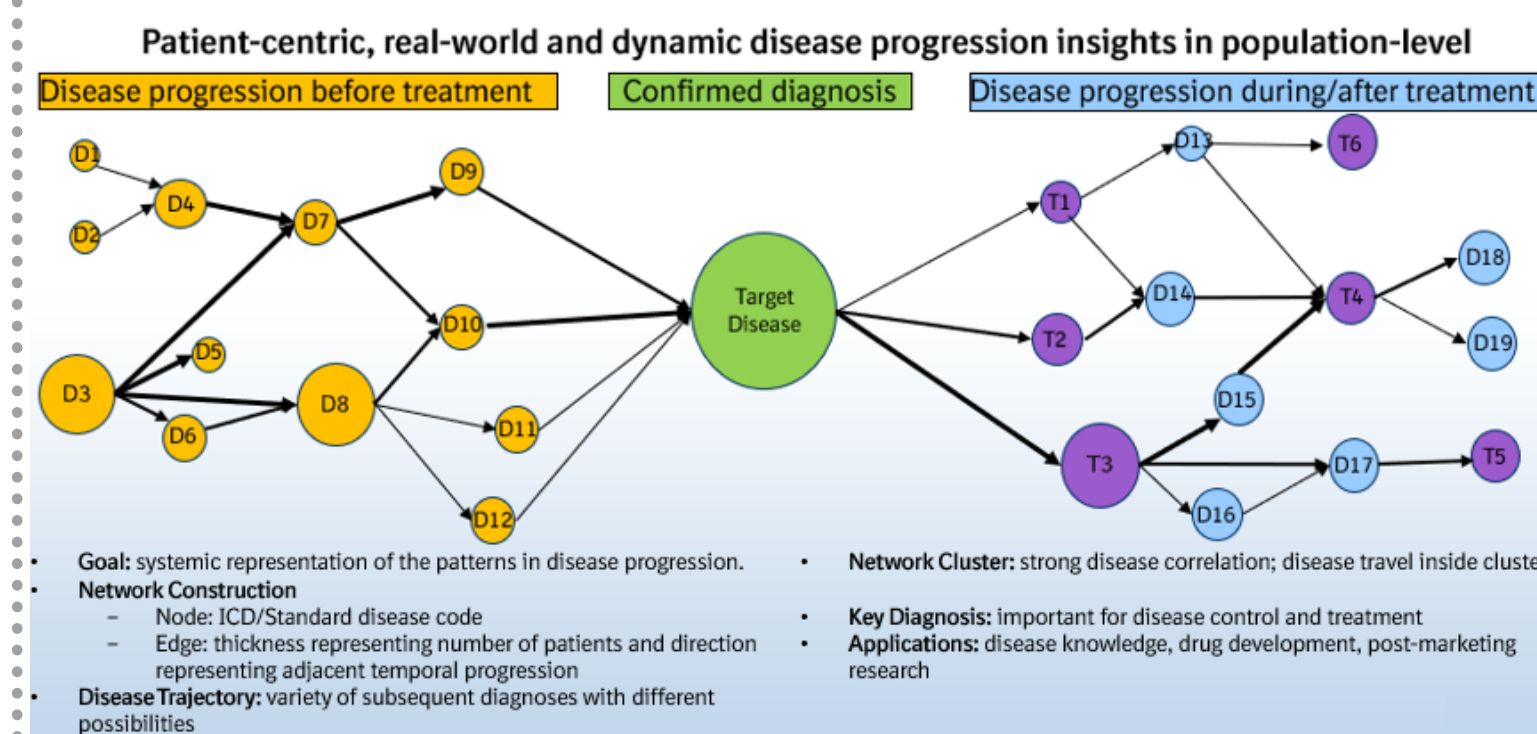 Patient-centric, real-world and dynamic disease progression insights in population-level
Disease progression before treatment
Confirmed diagnosis
Disease progression during/after treatment
D1
D2
D3
D4
D5
D6
D7
D8
D9
D10
D11
D12
Target
Disease
T1
T2
T3
D13
D14
D15
D16
D17
T6
T4
T5
D18
D19
• Goal: systemic representation of the patterns in disease progression.
• Network Construction
– Node: ICD/Standard disease code
– Edge: thickness representing number of patients and direction
representing adjacent temporal progression
• Disease Trajectory: variety of subsequent diagnoses with different
possibilities
• Network Cluster: strong disease correlation; disease travel inside cluste
• Key Diagnosis: important for disease control and treatment
• Applications: disease knowledge, drug development, post-marketing
research